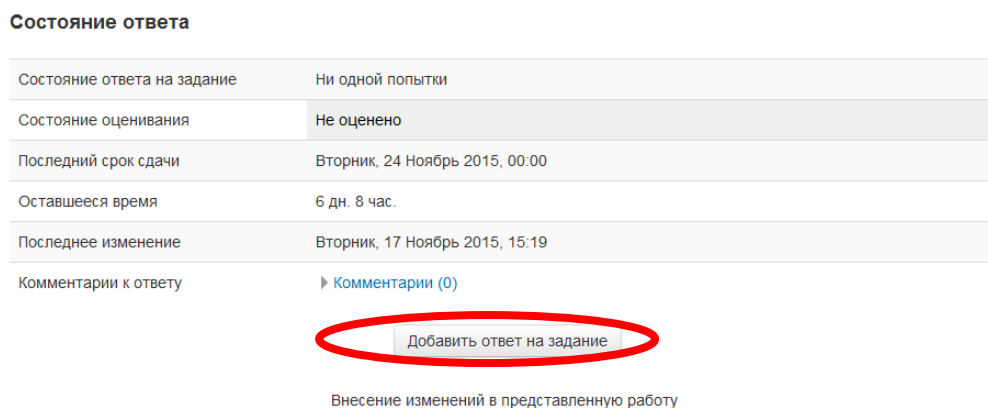 Состояние ответа
Состояние ответа на задание Ни одной попытки
Состояние оценивания Не оценено
Последний срок сдачи Вторник, 24 Ноябрь 2015, 00:00
Оставшееся время 6 дн. 8 час.
Последнее изменение Вторник, 17 Ноябрь 2015, 15:19
Комментарии к ответу Комментарии (0)
Добавить ответ на задание
Внесение изменений в представленную работу